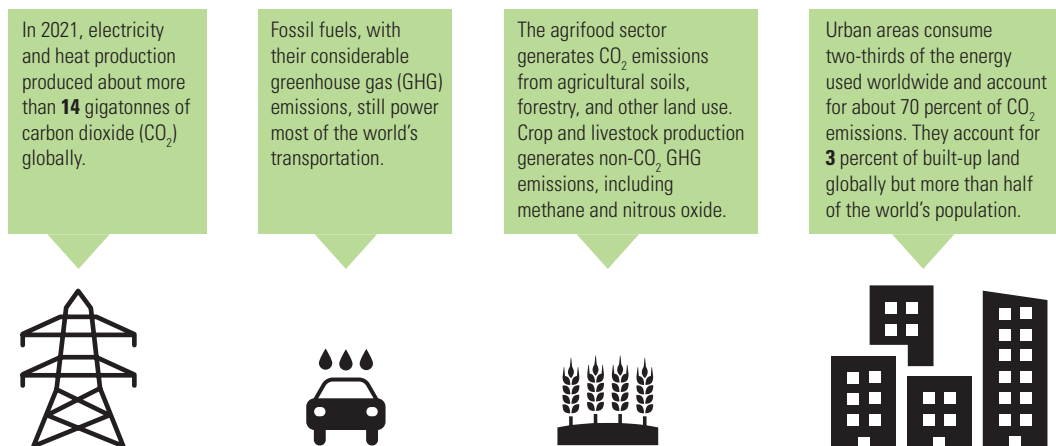 In 2021, electricity
and heat production
produced about more
than 14 gigatonnes of
carbon dioxide (CO₂)
globally.
Fossil fuels, with
their considerable
greenhouse gas (GHG)
emissions, still power
most of the world’s
transportation.
The agrifood sector
generates CO₂ emissions
from agricultural soils,
forestry, and other land use.
Crop and livestock production
generates non-CO₂ GHG
emissions, including
methane and nitrous oxide.
Urban areas consume
two-thirds of the energy
used worldwide and account
for about 70 percent of CO₂
emissions. They account for
3 percent of built-up land
globally but more than half
of the world’s population.